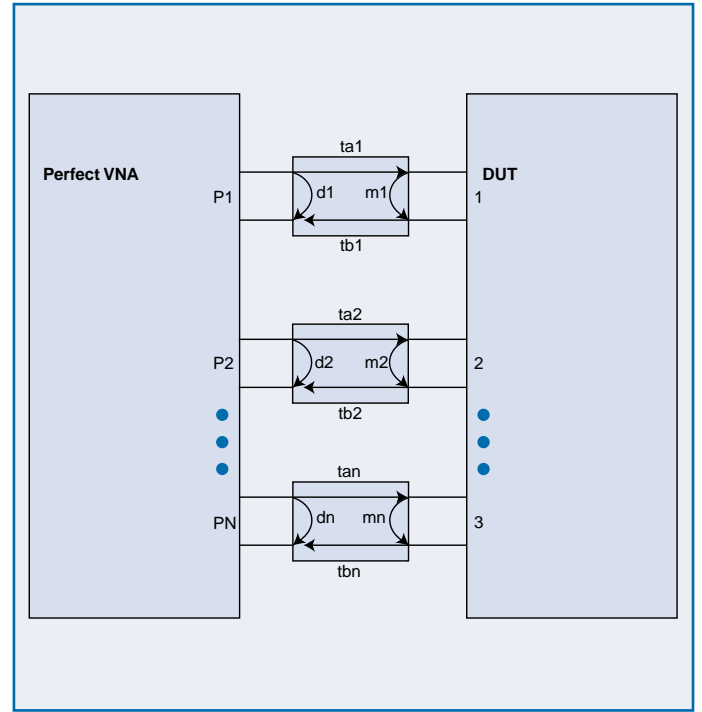 ta1
Perfect VNA
DUT
P1
d1
m1
1
tb1
ta2
P2
d2
m2
2
tb2
tan
PN
dn
mn
3
tbn